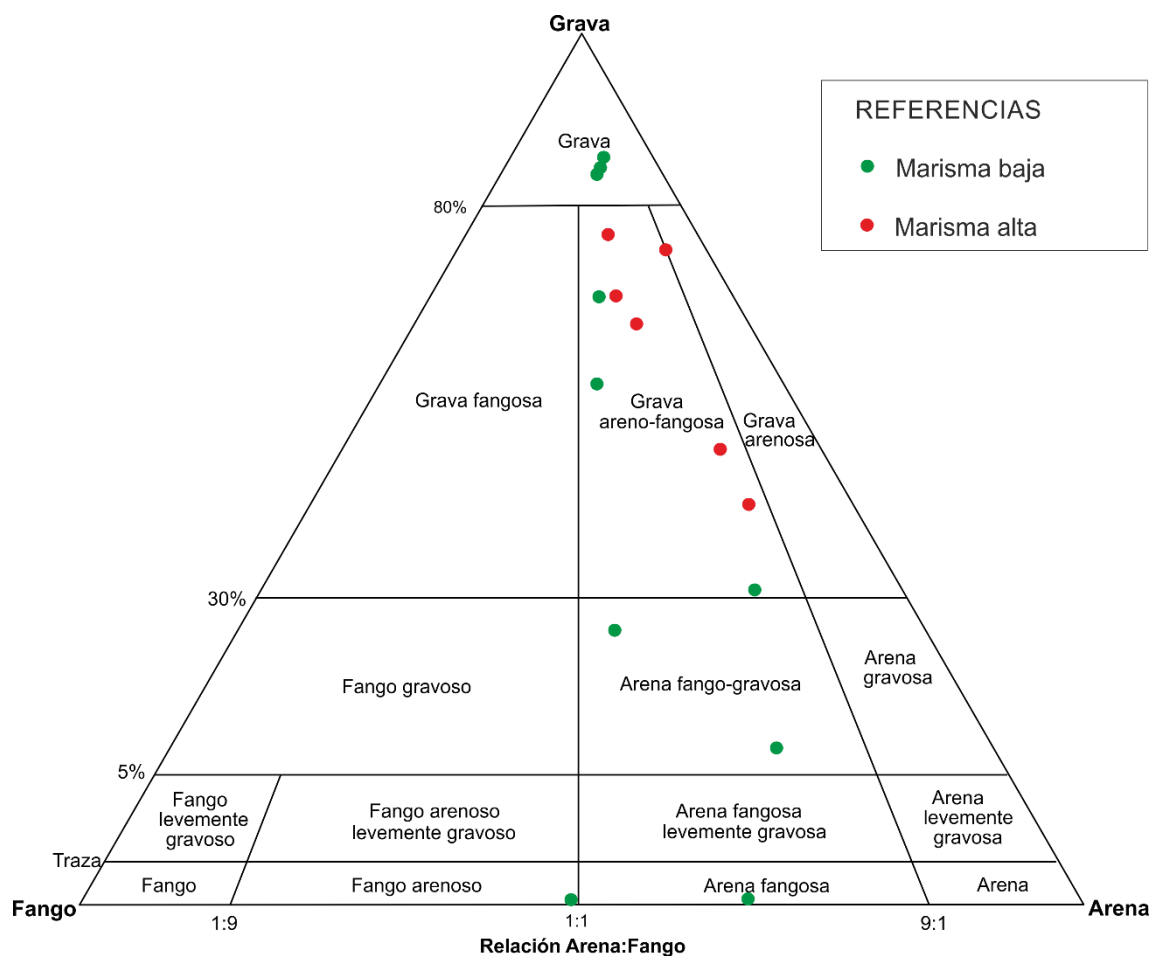 Grava
REFERENCIAS
Marisma baja
Marisma alta
Grava
80%
Grava fangosa
Grava
areno-fangosa
Grava
arenosa
30%
Fango gravoso
Arena fango-gravosa
Arena
gravosa
5%
Fango
levemente
gravoso
Fango arenoso
levemente gravoso
Arena fangosa
levemente gravosa
Arena
levemente
gravosa
Traza
Fango
Fango arenoso
Arena fangosa
Arena
Fango
Arena
1:9
1:1
9:1
Relación Arena:Fango